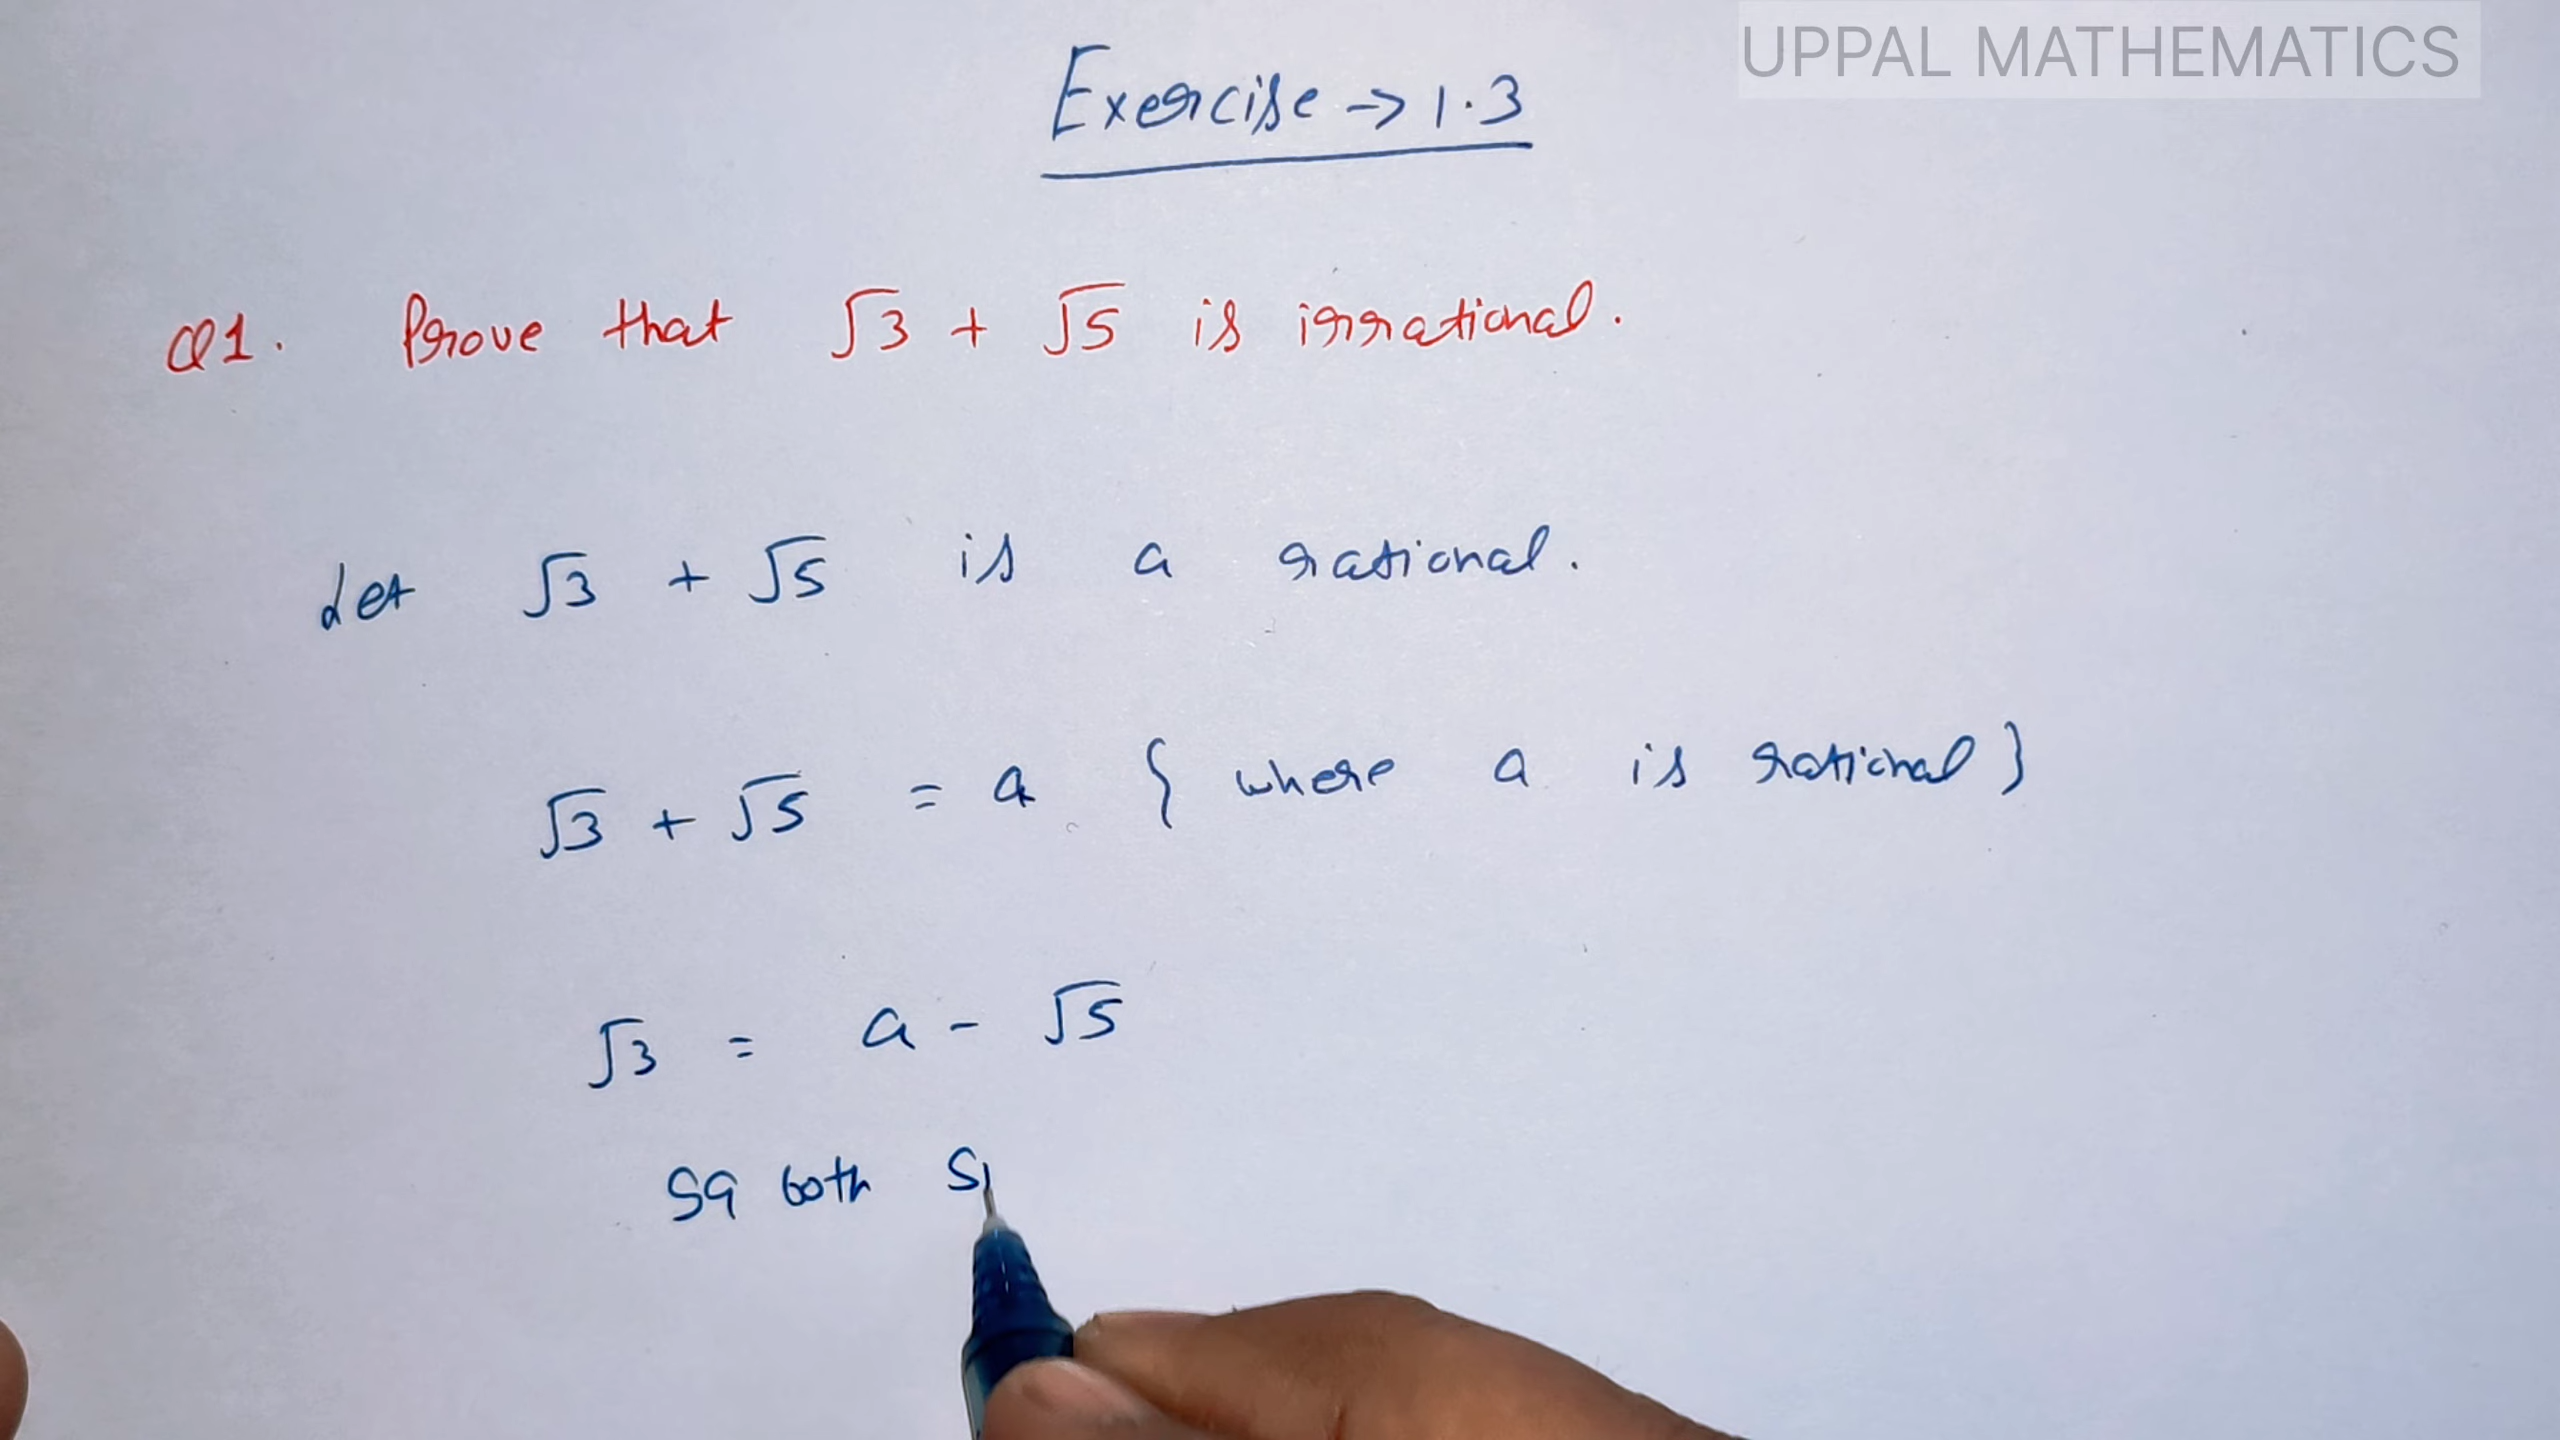 UPPAL MATHEMATICS
Exercise → 1.3
Q1. Prove that √3 + √5 is irrational.
Let √3 + √5 is a rational.
√3 + √5 = a { where a is rational }
√3 = a - √5
Sq both Si